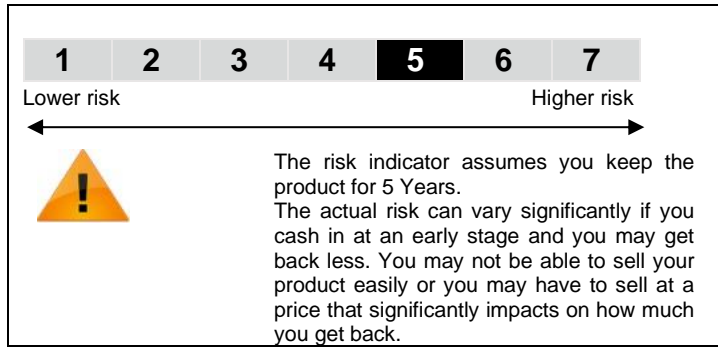 1 2 3 4 5 6 7
Lower risk Higher risk
The risk indicator assumes you keep the
product for 5 Years.
The actual risk can vary significantly if you
cash in at an early stage and you may get
back less. You may not be able to sell your
product easily or you may have to sell at a
price that significantly impacts on how much
you get back.